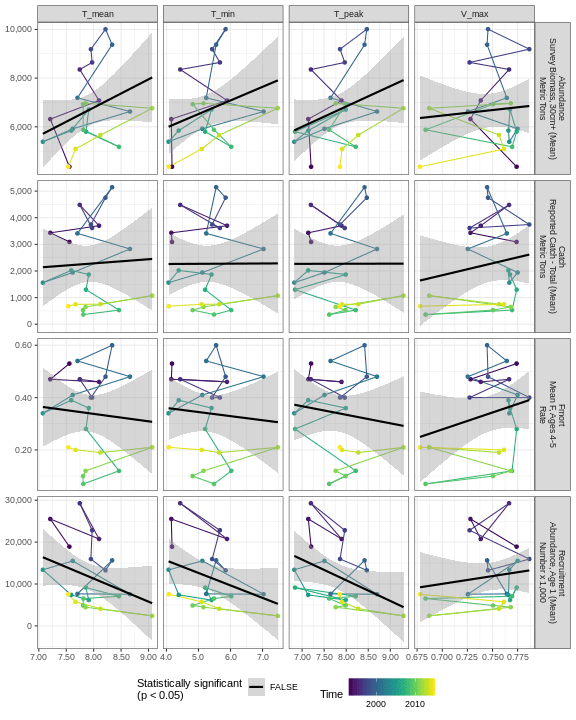 T_mean T_min T_peak V_max
10,000
8,000
6,000
Abundance
Survey Biomass, 30cm+ (Mean)
Metric Tons
5,000
4,000
3,000
2,000
1,000
0
Catch
Reported Catch - Total (Mean)
Metric Tons
0.60
0.40
0.20
Fmort
Mean F, Ages 4-5
Rate
30,000
20,000
10,000
0
Recruitment
Abundance, Age 1 (Mean)
Number x 1,000
7.00 7.50 8.00 8.50 9.00 4.0 5.0 6.0 7.0 7.00 7.50 8.00 8.50 9.00 0.675 0.700 0.725 0.750 0.775
Statistically significant
(p < 0.05)
FALSE
Time
2000 2010